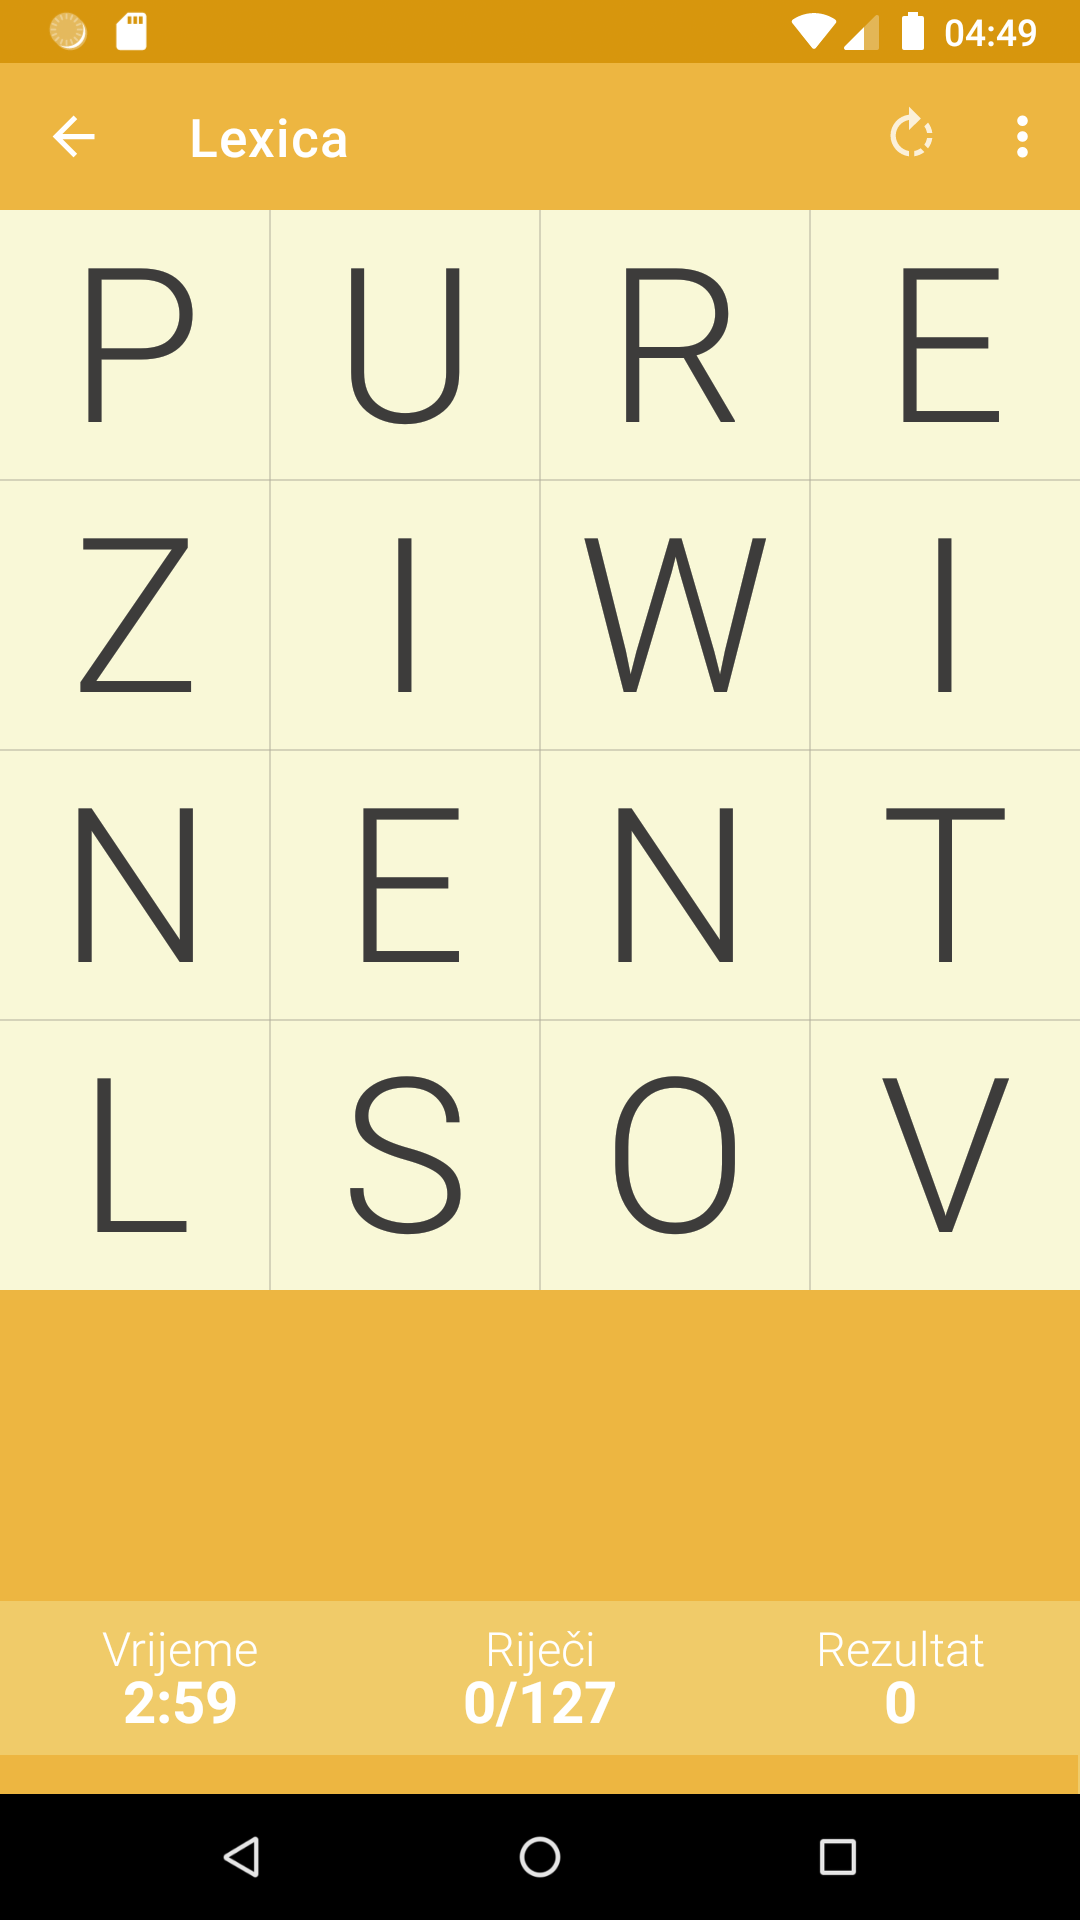 04:49
Lexica
P U R E
Z I W I
N E N T
L S O V
Vrijeme Riječi Rezultat
2:59 0/127 0